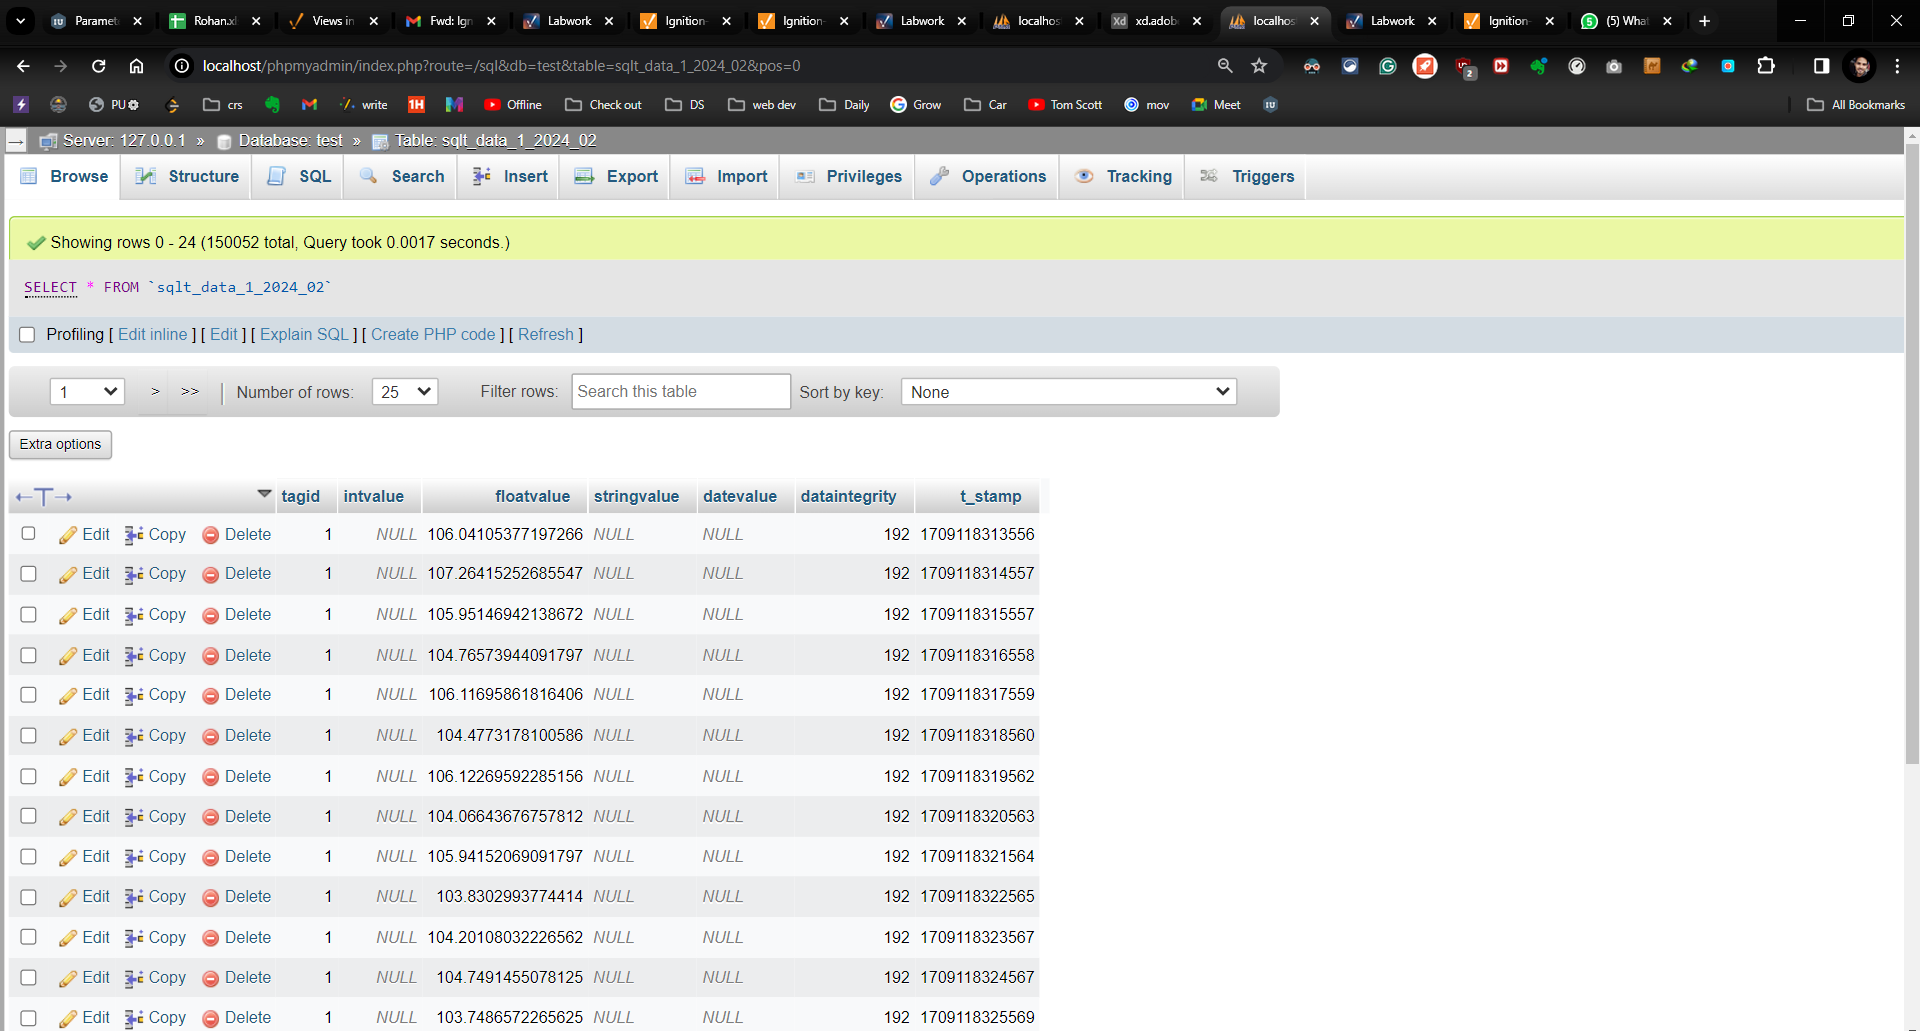 Paramet
Rohan.xl
Views in
Fwd: Ign
Labwork
Ignition
Ignition
Labwork
localhos
Xd xd.adob
localhos
Labwork
Ignition
(5) What
localhost/phpmyadmin/index.php?route=/sql&db=test&table=sqlt_data_1_2024_02&pos=0
PU
crs
write
1H
Offline
Check out
DS
web dev
Daily
Grow
Car
Tom Scott
mov
Meet
IU
All Bookmarks
Server: 127.0.0.1 » Database: test » Table: sqlt_data_1_2024_02
Browse Structure SQL Search Insert Export Import Privileges Operations Tracking Triggers
Showing rows 0 - 24 (150052 total, Query took 0.0017 seconds.)
SELECT * FROM `sqlt_data_1_2024_02`
Profiling [ Edit inline ] [ Edit ] [ Explain SQL ] [ Create PHP code ] [ Refresh ]
1 > >> | Number of rows: 25 Filter rows: Search this table Sort by key: None
Extra options
←T→ tagid intvalue floatvalue stringvalue datevalue dataintegrity t_stamp
Edit Copy Delete 1 NULL 106.04105377197266 NULL NULL 192 1709118313556
Edit Copy Delete 1 NULL 107.26415252685547 NULL NULL 192 1709118314557
Edit Copy Delete 1 NULL 105.95146942138672 NULL NULL 192 1709118315557
Edit Copy Delete 1 NULL 104.76573944091797 NULL NULL 192 1709118316558
Edit Copy Delete 1 NULL 106.11695861816406 NULL NULL 192 1709118317559
Edit Copy Delete 1 NULL 104.4773178100586 NULL NULL 192 1709118318560
Edit Copy Delete 1 NULL 106.12269592285156 NULL NULL 192 1709118319562
Edit Copy Delete 1 NULL 104.06643676757812 NULL NULL 192 1709118320563
Edit Copy Delete 1 NULL 105.94152069091797 NULL NULL 192 1709118321564
Edit Copy Delete 1 NULL 103.8302993774414 NULL NULL 192 1709118322565
Edit Copy Delete 1 NULL 104.20108032226562 NULL NULL 192 1709118323567
Edit Copy Delete 1 NULL 104.7491455078125 NULL NULL 192 1709118324567
Edit Copy Delete 1 NULL 103.7486572265625 NULL NULL 192 1709118325569